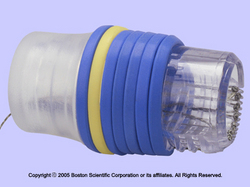 Copyright © 2005 Boston Scientific Corporation or its affiliates. All Rights Reserved.